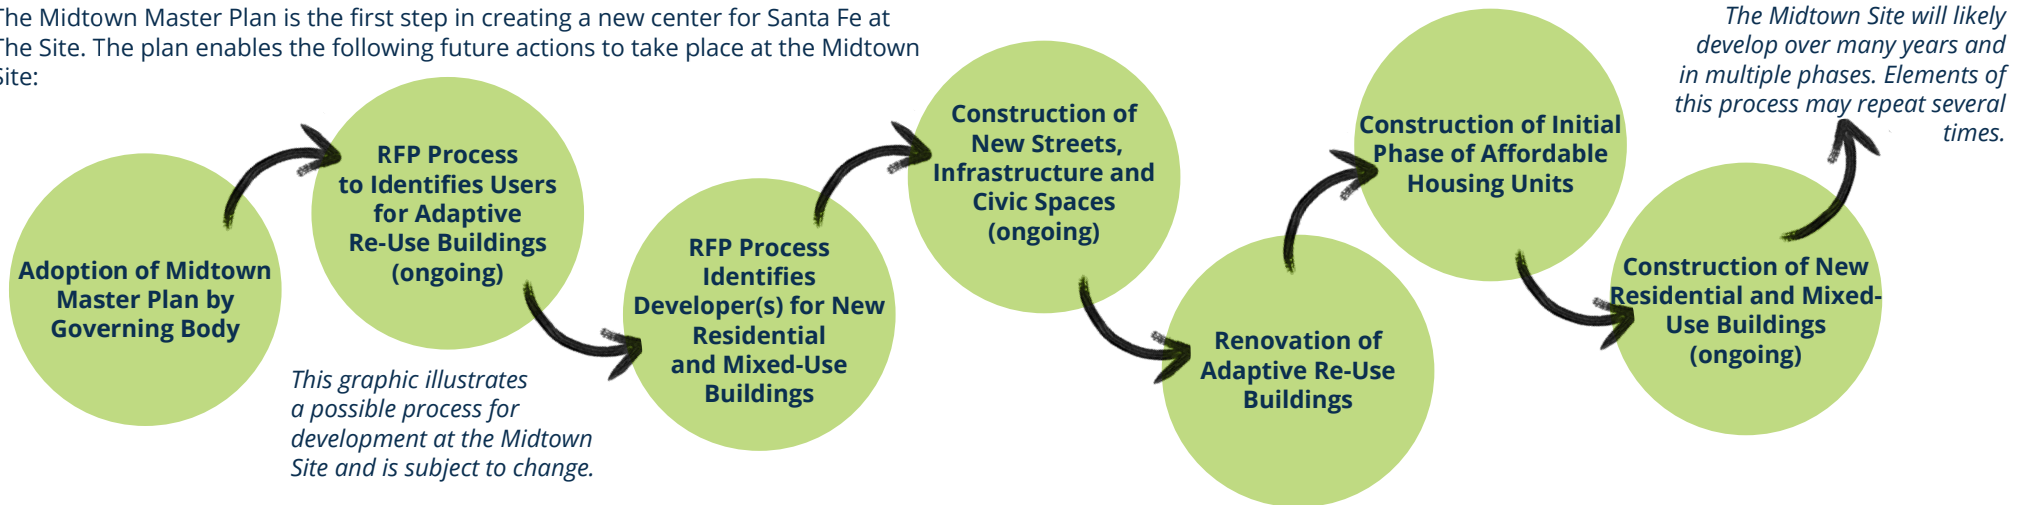 The Midtown Master Plan is the first step in creating a new center for Santa Fe at
The Site. The plan enables the following future actions to take place at the Midtown
Site:
Adoption of Midtown
Master Plan by
Governing Body
RFP Process
to Identifies Users
for Adaptive
Re-Use Buildings
(ongoing)
This graphic illustrates
a possible process for
development at the Midtown
Site and is subject to change.
RFP Process
Identifies
Developer(s) for New
Residential
and Mixed-Use
Buildings
Construction of
New Streets,
Infrastructure and
Civic Spaces
(ongoing)
Renovation of
Adaptive Re-Use
Buildings
Construction of Initial
Phase of Affordable
Housing Units
Construction of New
Residential and Mixed-
Use Buildings
(ongoing)
The Midtown Site will likely
develop over many years and
in multiple phases. Elements of
this process may repeat several
times.